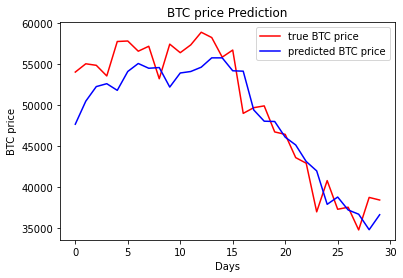 BTC price Prediction
true BTC price
predicted BTC price
60000
55000
50000
45000
40000
35000
BTC price
0
5
10
15
20
25
30
Days